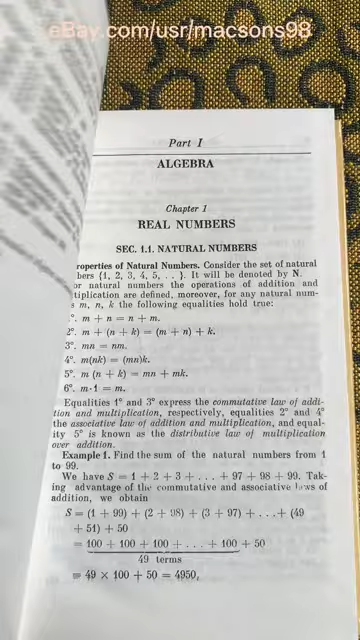 eBay.com/usr/macsons98
Part I
ALGEBRA
Chapter 1
REAL NUMBERS
SEC. 1.1. NATURAL NUMBERS
roperties of Natural Numbers. Consider the set of natural
bers {1, 2, 3, 4, 5, . . }. It will be denoted by N.
or natural numbers the operations of addition and
tiplication are defined, moreover, for any natural num-
s m, n, k the following equalities hold true:
°. m + n = n + m.
2°. m + (n + k) = (m + n) + k.
3°. mn = nm.
4°. m(nk) = (mn)k.
5°. m (n + k) = mn + mk.
6°. m·1 = m.
Equalities 1° and 3° express the commutative law of addi-
tion and multiplication, respectively, equalities 2° and 4°
the associative law of addition and multiplication, and equal-
ity 5° is known as the distributive law of multiplication
over addition.
Example 1. Find the sum of the natural numbers from 1
to 99.
We have S = 1 + 2 + 3 + . . . + 97 + 98 + 99. Tak-
ing advantage of the commutative and associative laws of
addition, we obtain
S = (1 + 99) + (2 + 98) + (3 + 97) + . . . + (49
+ 51) + 50
= 100 + 100 + 100 + . . . + 100 + 50
49 terms
= 49 × 100 + 50 = 4950,